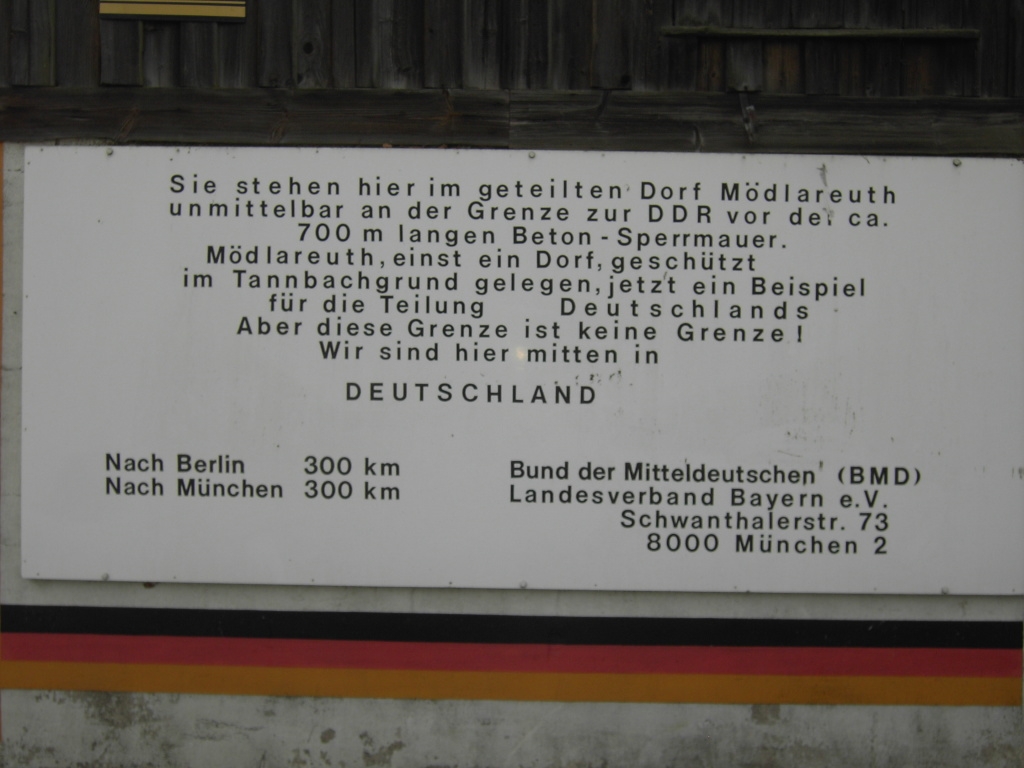 Sie stehen hier im geteilten Dorf Mödlareuth
unmittelbar an der Grenze zur DDR vor der ca.
700 m langen Beton - Sperrmauer.
Mödlareuth, einst ein Dorf, geschützt
im Tannbachgrund gelegen, jetzt ein Beispiel
für die Teilung Deutschlands
Aber diese Grenze ist keine Grenze!
Wir sind hier mitten in
DEUTSCHLAND
Nach Berlin 300 km
Nach München 300 km
Bund der Mitteldeutschen (BMD)
Landesverband Bayern e.V.
Schwanthalerstr. 73
8000 München 2